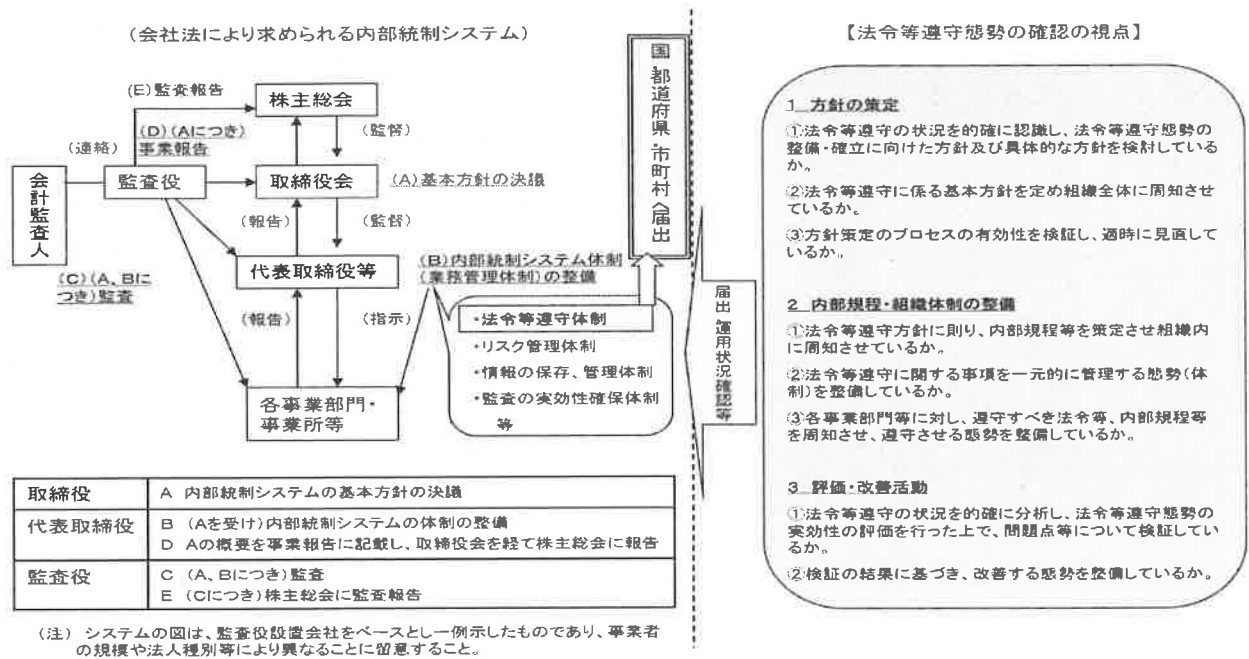 (会社法により求められる内部統制システム)
(E)監査報告
株主総会
(D)(Aにつき)
事業報告
(監督)
(連絡)
会計監査人
監査役
取締役会
(A)基本方針の決議
(報告)
(監督)
代表取締役等
(C)(A、Bに
つき)監査
(B)内部統制システム体制
(業務管理体制)の整備
(報告)
(指示)
・法令等遵守体制
・リスク管理体制
・情報の保存、管理体制
・監査の実効性確保体制
等
各事業部門・
事業所等
国 都道府県・市町村へ届出
届出・運用状況確認等
取締役 A 内部統制システムの基本方針の決議
代表取締役 B (Aを受け)内部統制システムの体制の整備
D Aの概要を事業報告に記載し、取締役会を経て株主総会に報告
監査役 C (A、Bにつき)監査
E (Cにつき)株主総会に監査報告
(注) システムの図は、監査役設置会社をベースとし一例示したものであり、事業者
の規模や法人種別等により異なることに留意すること。
【法令等遵守態勢の確認の視点】
1 方針の策定
①法令等遵守の状況を的確に認識し、法令等遵守態勢の
整備・確立に向けた方針及び具体的な方針を検討している
か。
②法令等遵守に係る基本方針を定め組織全体に周知させ
ているか。
③方針策定のプロセスの有効性を検証し、適時に見直して
いるか。
2 内部規程・組織体制の整備
①法令等遵守方針に則り、内部規程等を策定させ組織内
に周知させているか。
②法令等遵守に関する事項を一元的に管理する態勢(体
制)を整備しているか。
③各事業部門等に対し、遵守すべき法令等、内部規程等
を周知させ、遵守させる態勢を整備しているか。
3 評価・改善活動
①法令等遵守の状況を的確に分析し、法令等遵守態勢の
実効性の評価を行った上で、問題点等について検証してい
るか。
②検証の結果に基づき、改善する態勢を整備しているか。